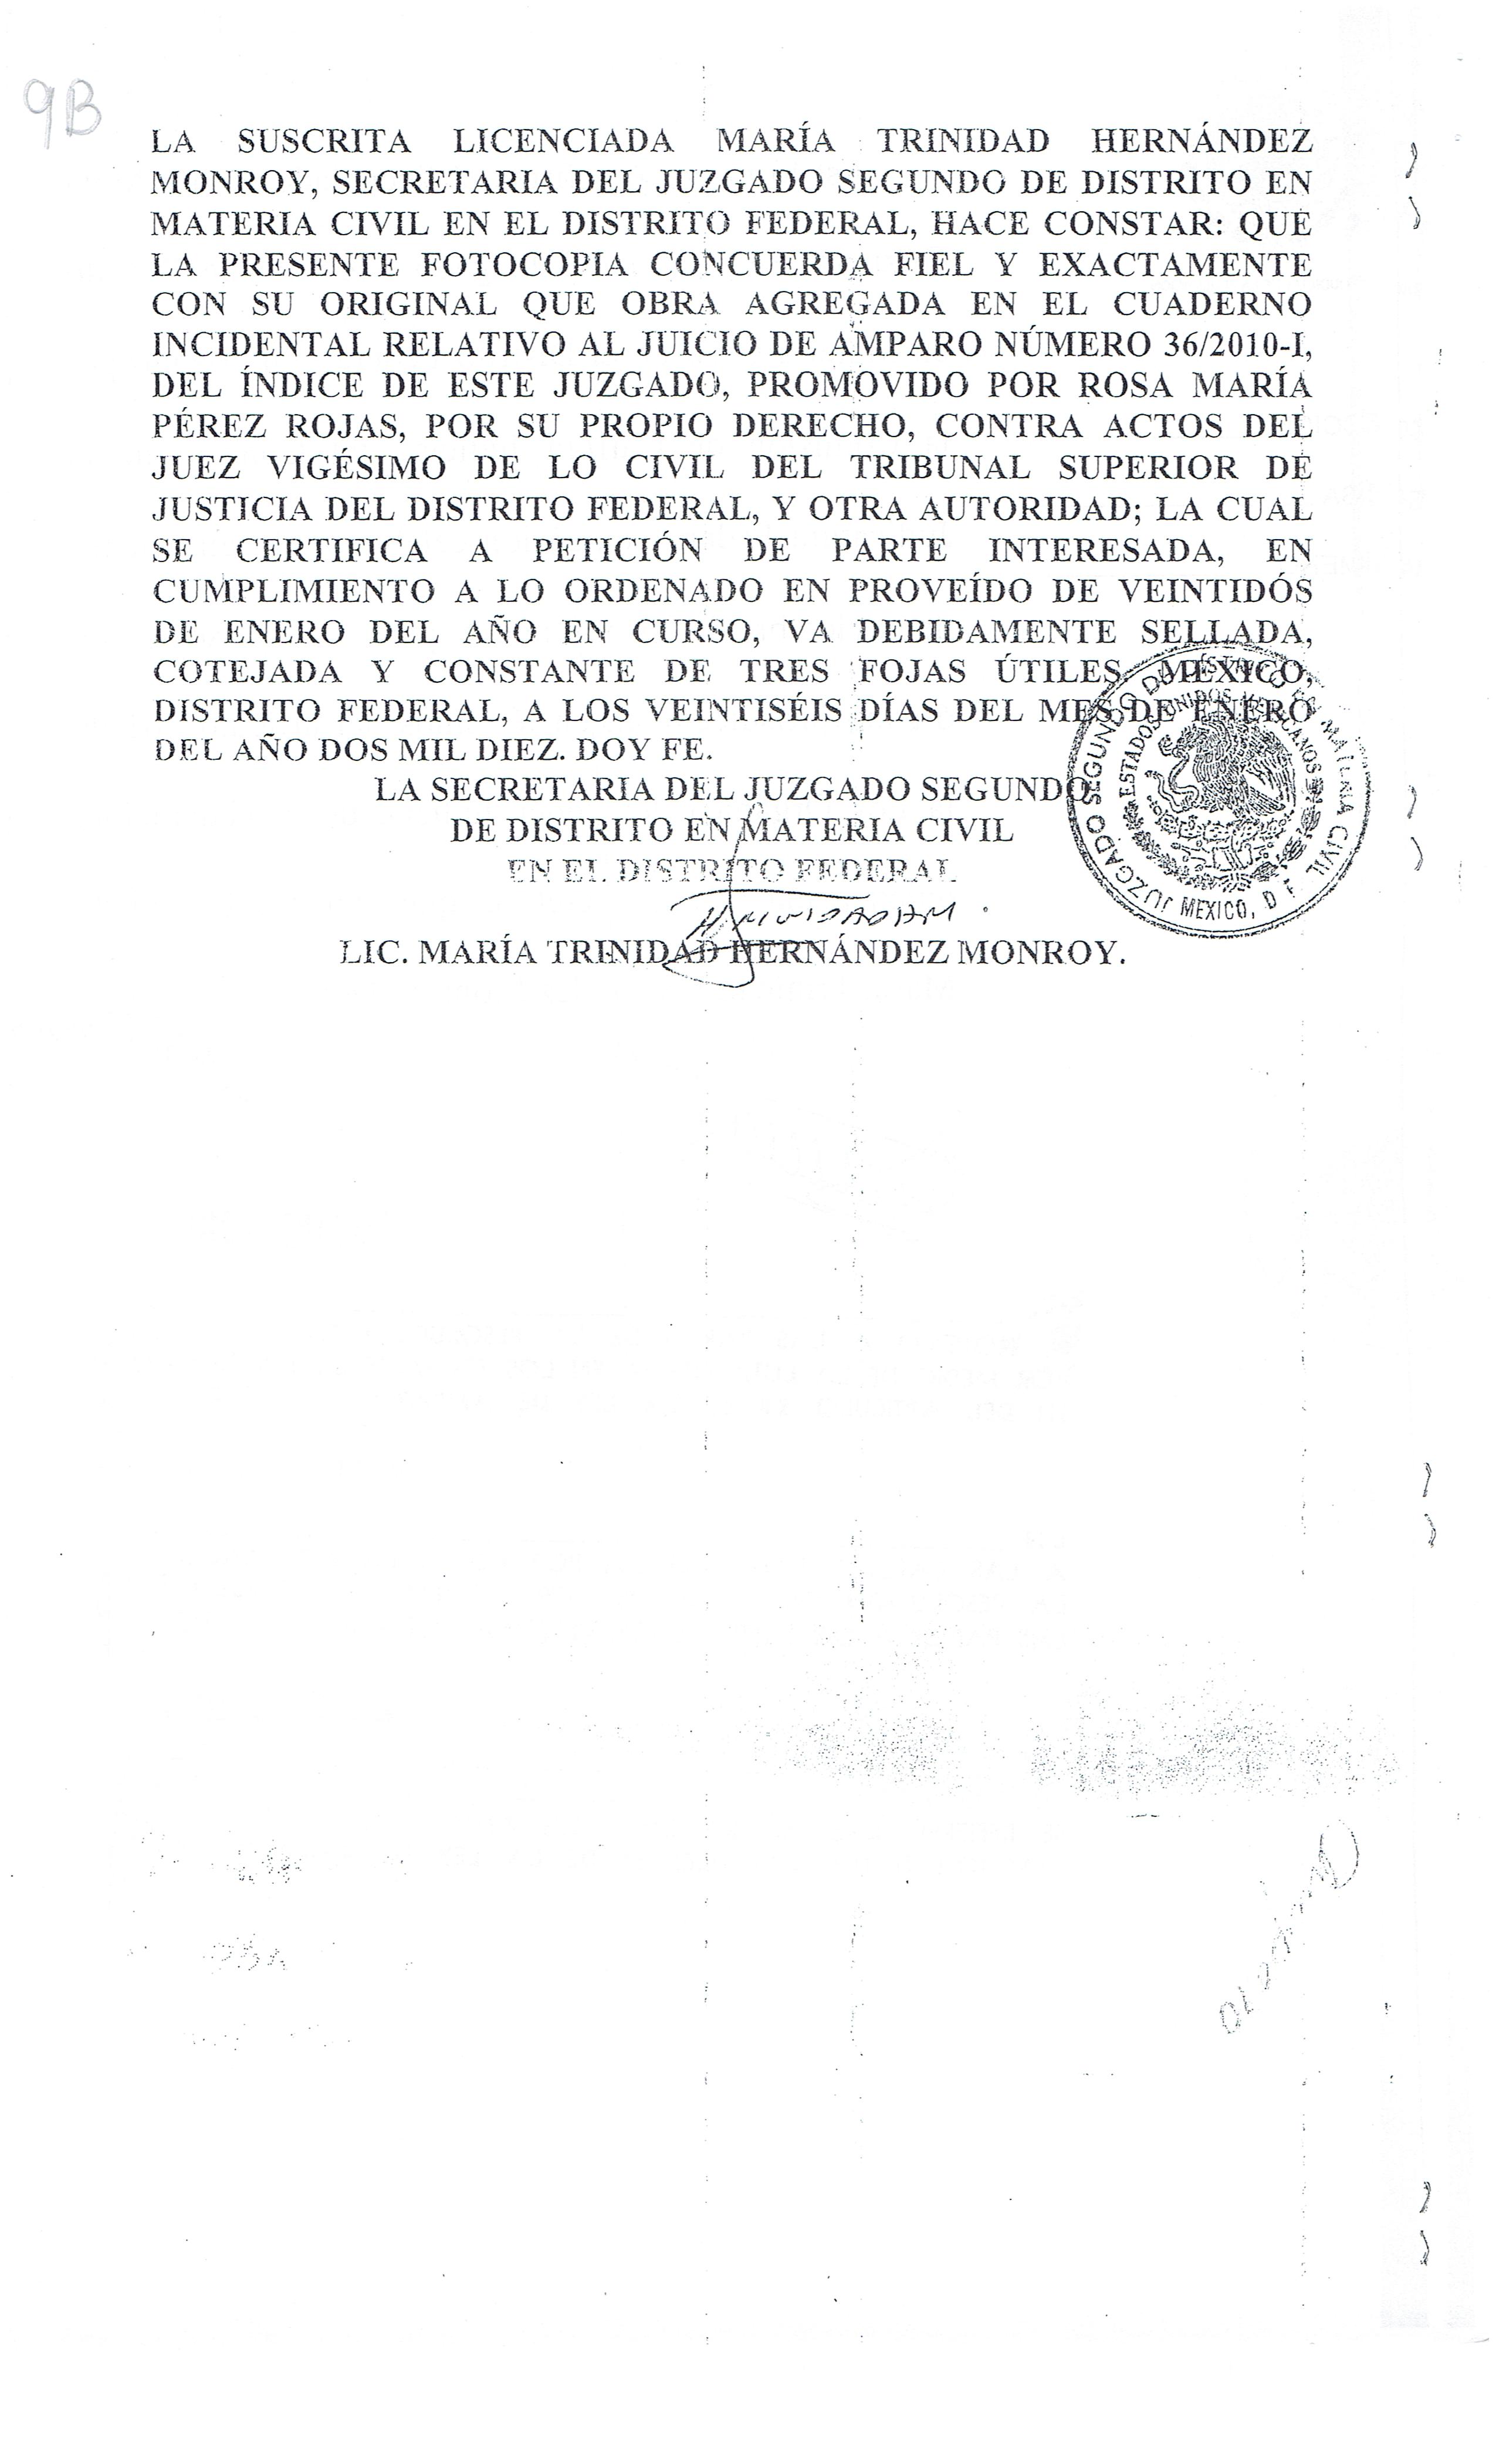 9B
LA SUSCRITA LICENCIADA MARÍA TRINIDAD HERNÁNDEZ
MONROY, SECRETARIA DEL JUZGADO SEGUNDO DE DISTRITO EN
MATERIA CIVIL EN EL DISTRITO FEDERAL, HACE CONSTAR: QUE
LA PRESENTE FOTOCOPIA CONCUERDA FIEL Y EXACTAMENTE
CON SU ORIGINAL QUE OBRA AGREGADA EN EL CUADERNO
INCIDENTAL RELATIVO AL JUICIO DE AMPARO NÚMERO 36/2010-I,
DEL ÍNDICE DE ESTE JUZGADO, PROMOVIDO POR ROSA MARÍA
PÉREZ ROJAS, POR SU PROPIO DERECHO, CONTRA ACTOS DEL
JUEZ VIGÉSIMO DE LO CIVIL DEL TRIBUNAL SUPERIOR DE
JUSTICIA DEL DISTRITO FEDERAL, Y OTRA AUTORIDAD; LA CUAL
SE CERTIFICA A PETICIÓN DE PARTE INTERESADA, EN
CUMPLIMIENTO A LO ORDENADO EN PROVEÍDO DE VEINTIDÓS
DE ENERO DEL AÑO EN CURSO, VA DEBIDAMENTE SELLADA,
COTEJADA Y CONSTANTE DE TRES FOJAS ÚTILES. MÉXICO,
DISTRITO FEDERAL, A LOS VEINTISÉIS DÍAS DEL MES DE ENERO
DEL AÑO DOS MIL DIEZ. DOY FE.
LA SECRETARIA DEL JUZGADO SEGUNDO
DE DISTRITO EN MATERIA CIVIL
EN EL DISTRITO FEDERAL
LIC. MARÍA TRINIDAD HERNÁNDEZ MONROY.
JUZGADO SEGUNDO DE DISTRITO EN MATERIA CIVIL
ESTADOS UNIDOS MEXICANOS
MEXICO, D F